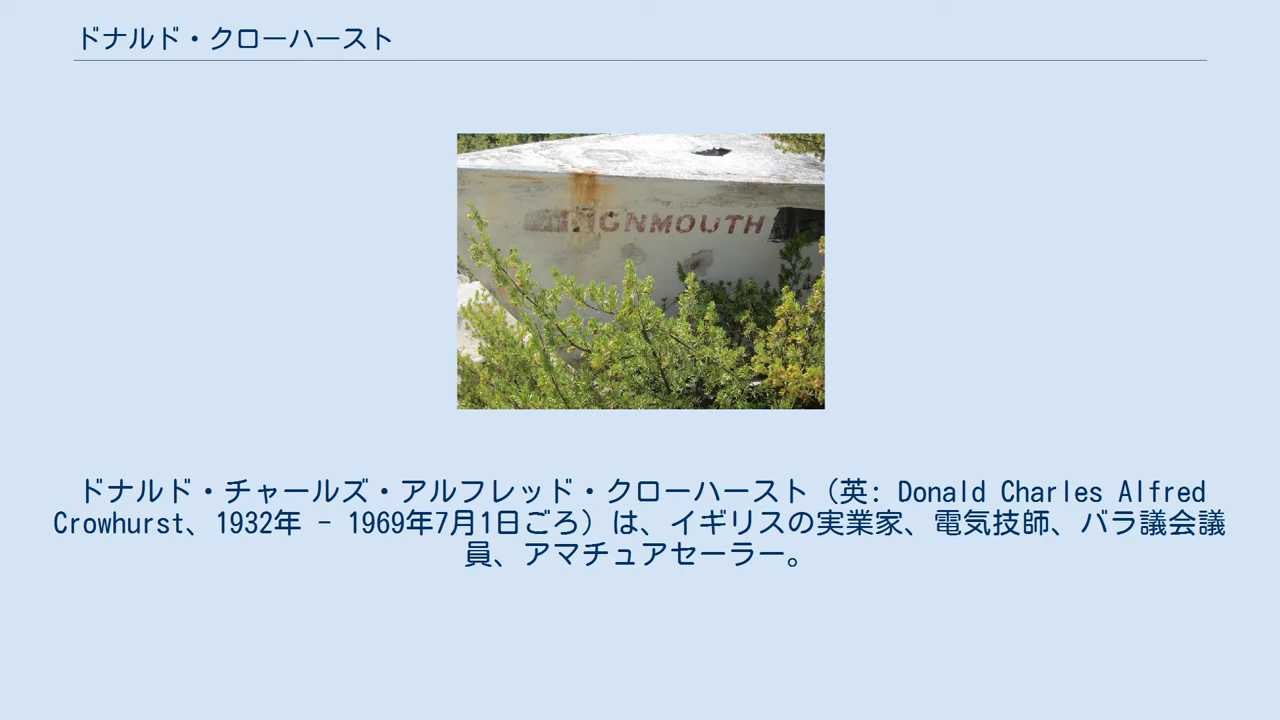 ドナルド・クローハースト
IGNMOUTH
ドナルド・チャールズ・アルフレッド・クローハースト（英: Donald Charles Alfred
Crowhurst、1932年 - 1969年7月1日ごろ）は、イギリスの実業家、電気技師、バラ議会議
員、アマチュアセーラー。